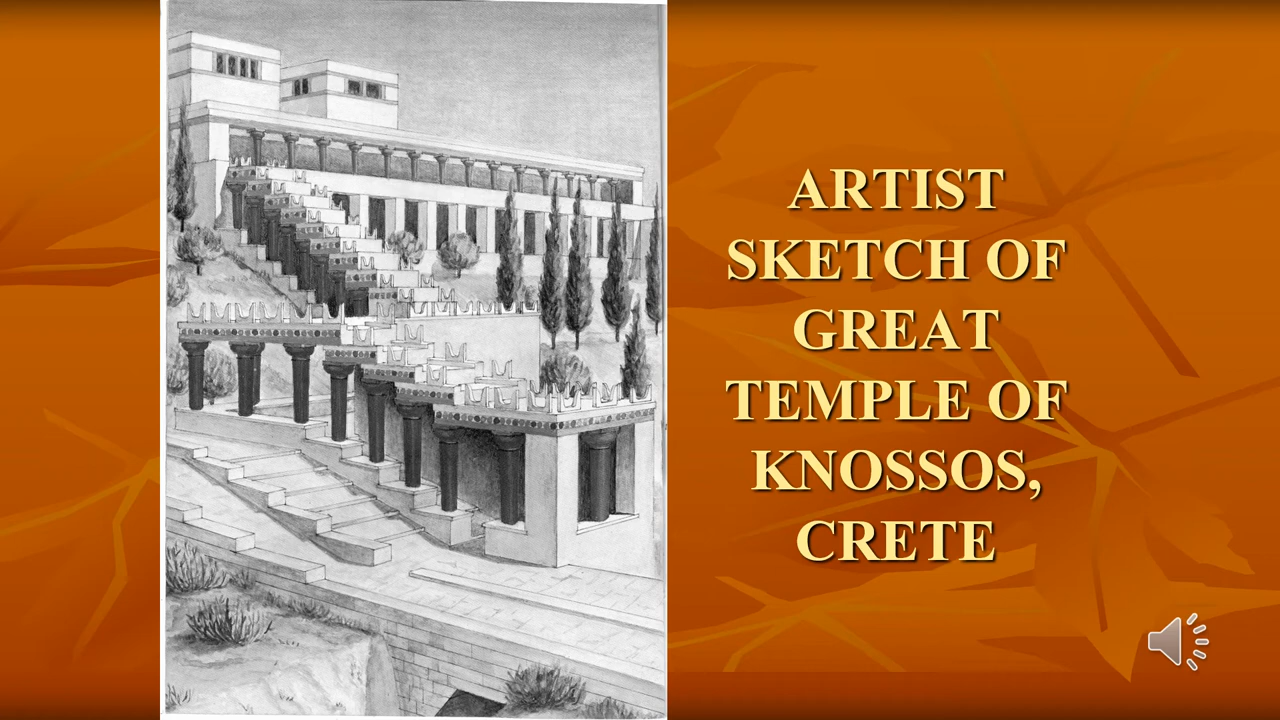 ARTIST
SKETCH OF
GREAT
TEMPLE OF
KNOSSOS,
CRETE